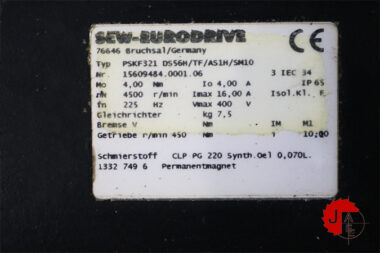 SEW-EURODRIVE
76646 Bruchsal/Germany CE
Typ PSKF321 DS56H/TF/AS1H/SM10
Nr. 15609484.0001.06 3 IEC 34
Mo 4,00 Nm Io 4,00 A IP 65
nN 4500 r/min Imax 16,00 A Isol.Kl. F
fn 225 Hz Vmax 400 V
Gleichrichter kg 7,5
Bremse V Nm IM M1
Getriebe r/min 450 Nm i 10,00
Schmierstoff CLP PG 220 Synth.Oel 0,070L.
1332 749 6 Permanentmagnet